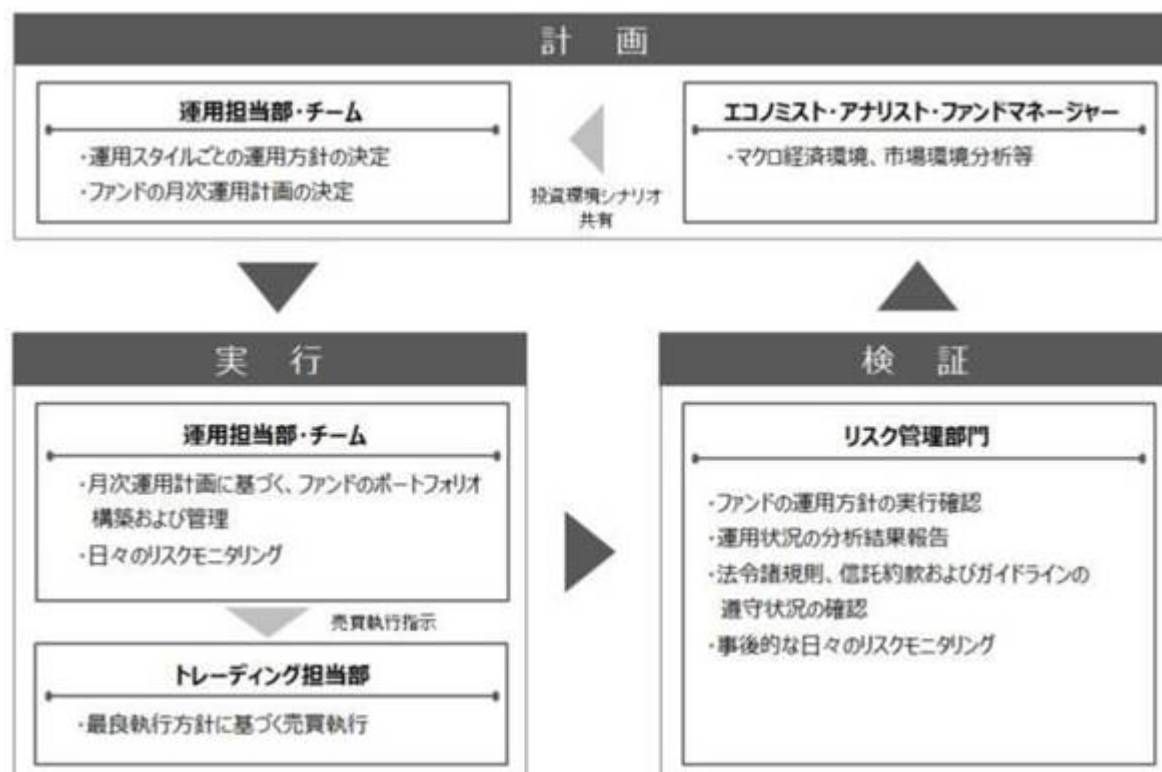 計 画
運用担当部・チーム
・運用スタイルごとの運用方針の決定
・ファンドの月次運用計画の決定
投資環境シナリオ
共有
エコノミスト・アナリスト・ファンドマネージャー
・マクロ経済環境、市場環境分析等
実 行
運用担当部・チーム
・月次運用計画に基づく、ファンドのポートフォリオ
構築および管理
・日々のリスクモニタリング
売買執行指示
トレーディング担当部
・最良執行方針に基づく売買執行
検 証
リスク管理部門
・ファンドの運用方針の実行確認
・運用状況の分析結果報告
・法令諸規則、信託約款およびガイドラインの
遵守状況の確認
・事後的な日々のリスクモニタリング